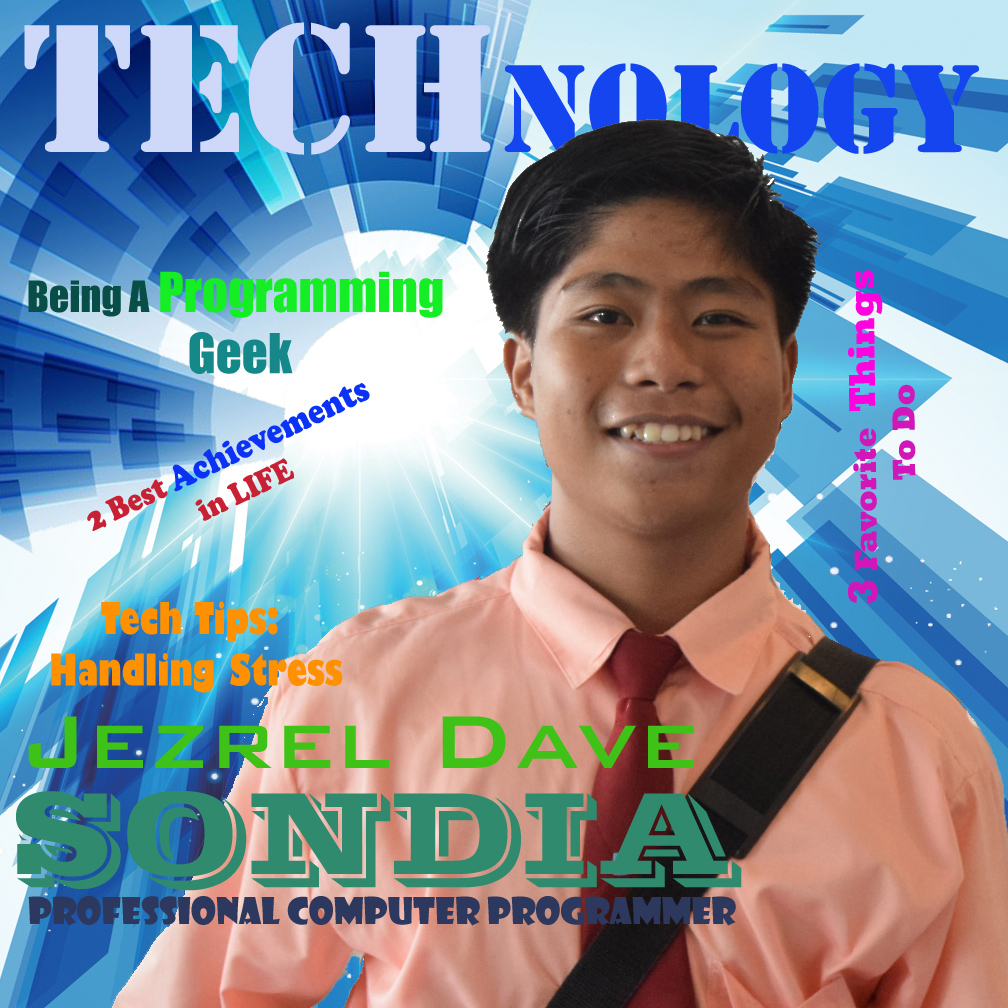 TECHNOLOGY
Being A Programming
Geek
2 Best Achievements
in LIFE
3 Favorite Things
To Do
Tech Tips:
Handling Stress
JEZREL DAVE
SONDIA
PROFESSIONAL COMPUTER PROGRAMMER